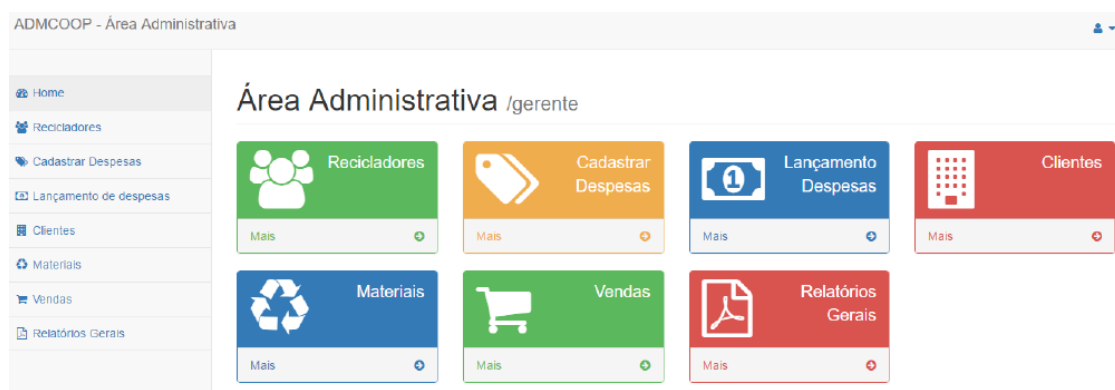 ADMCOOP - Área Administrativa
Home
Recicladores
Cadastrar Despesas
Lançamento de despesas
Clientes
Materiais
Vendas
Relatórios Gerais
Área Administrativa /gerente
Recicladores
Mais
Cadastrar
Despesas
Mais
1
Lançamento
Despesas
Mais
Clientes
Mais
Materiais
Mais
Vendas
Mais
Relatórios
Gerais
Mais